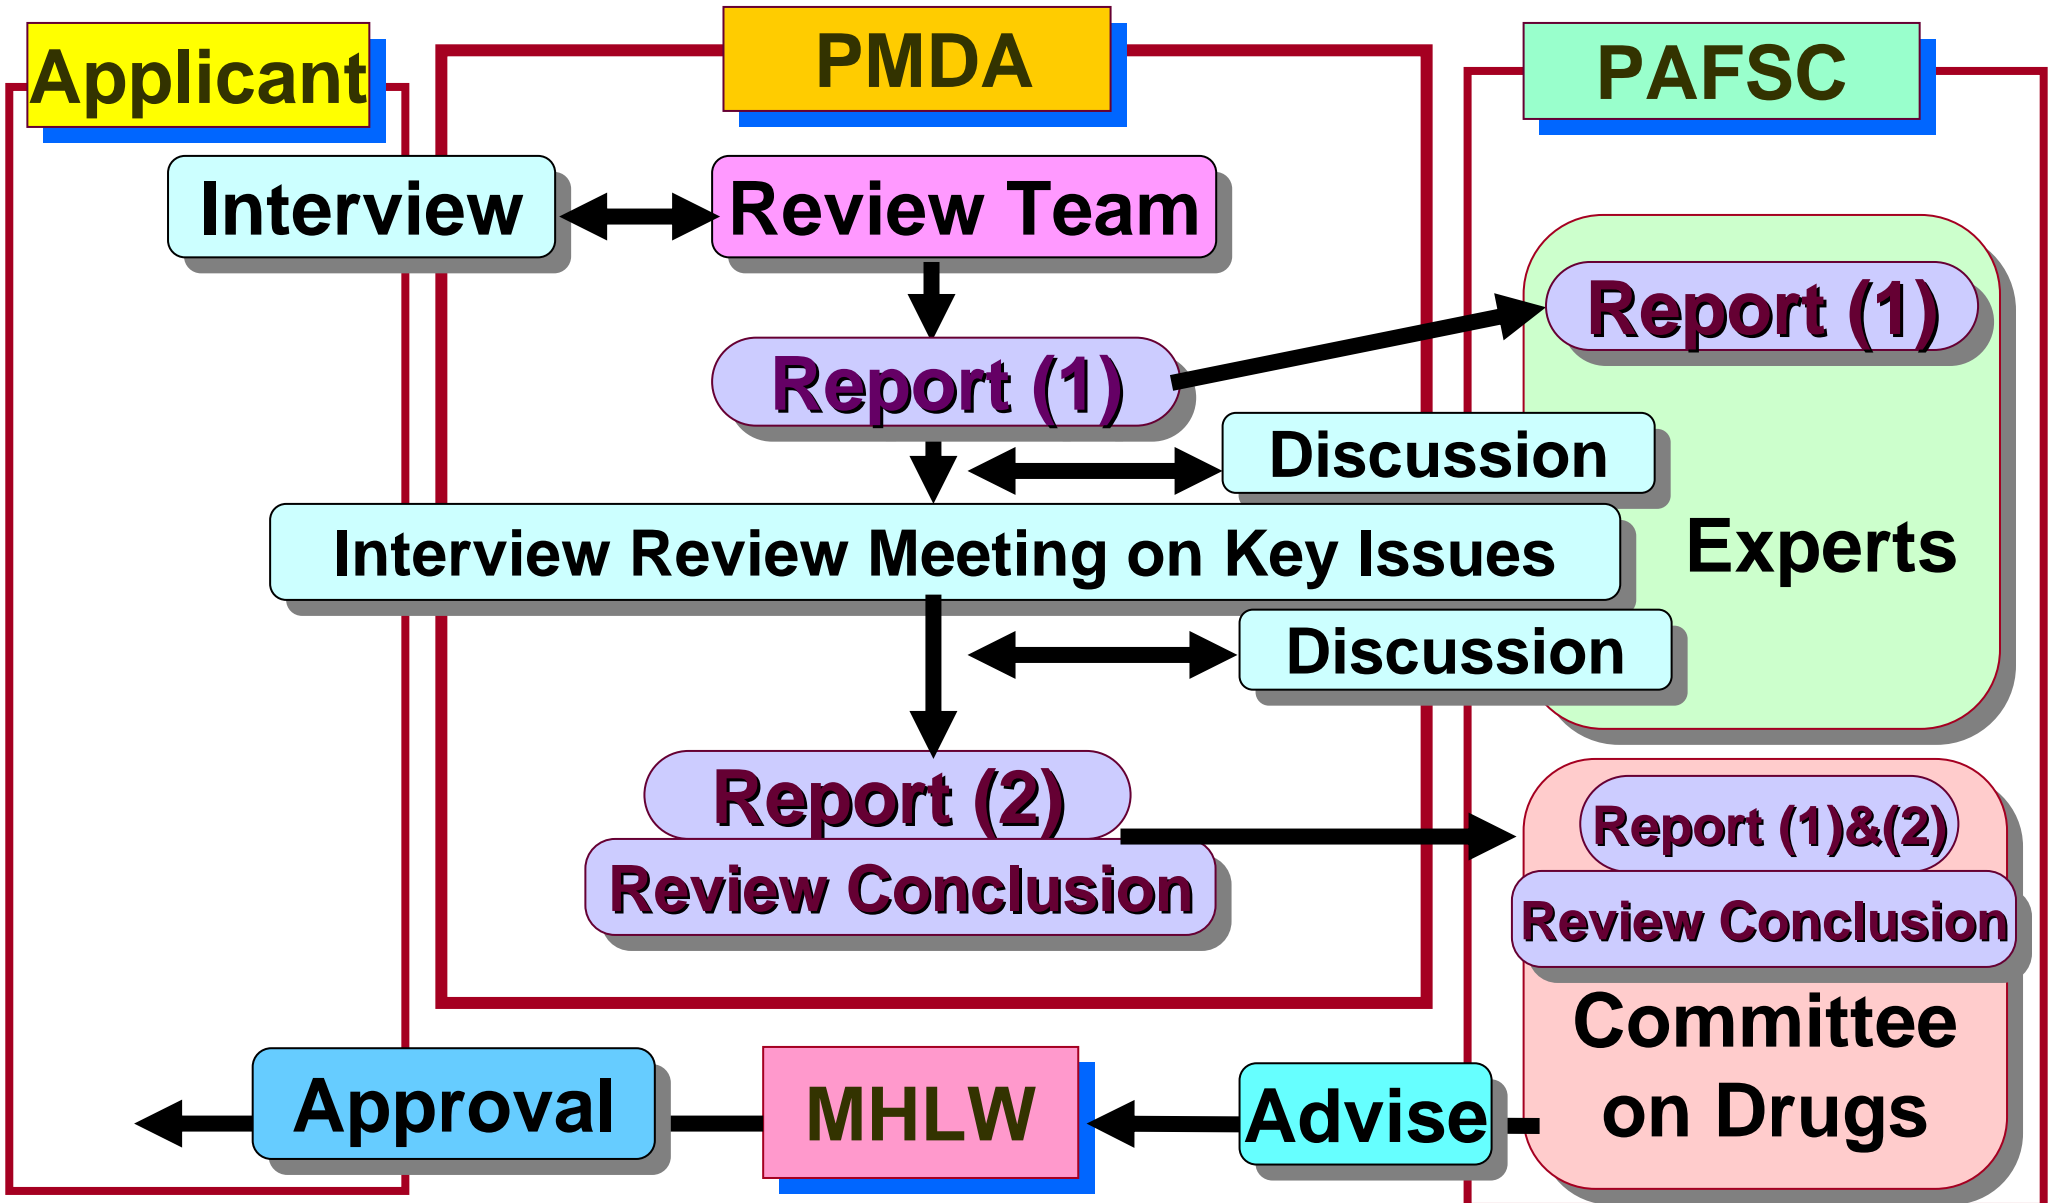 Applicant
PMDA
PAFSC
Interview
Review Team
Report (1)
Report (1)
Discussion
Interview Review Meeting on Key Issues
Experts
Discussion
Report (2)
Review Conclusion
Report (1)&(2)
Review Conclusion
Committee
on Drugs
Approval
MHLW
Advise